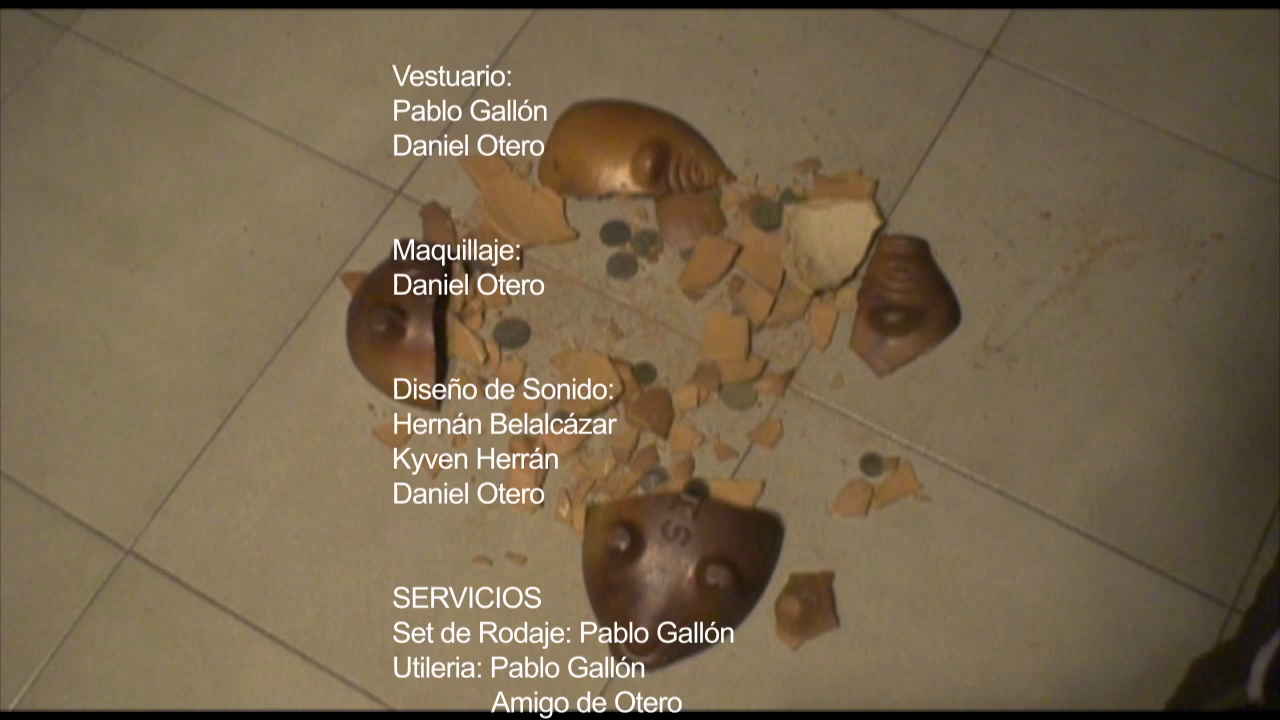 Vestuario:
Pablo Gallón
Daniel Otero
Maquillaje:
Daniel Otero
Diseño de Sonido:
Hernán Belalcázar
Kyven Herrán
Daniel Otero
SERVICIOS
Set de Rodaje: Pablo Gallón
Utileria: Pablo Gallón
Amigo de Otero